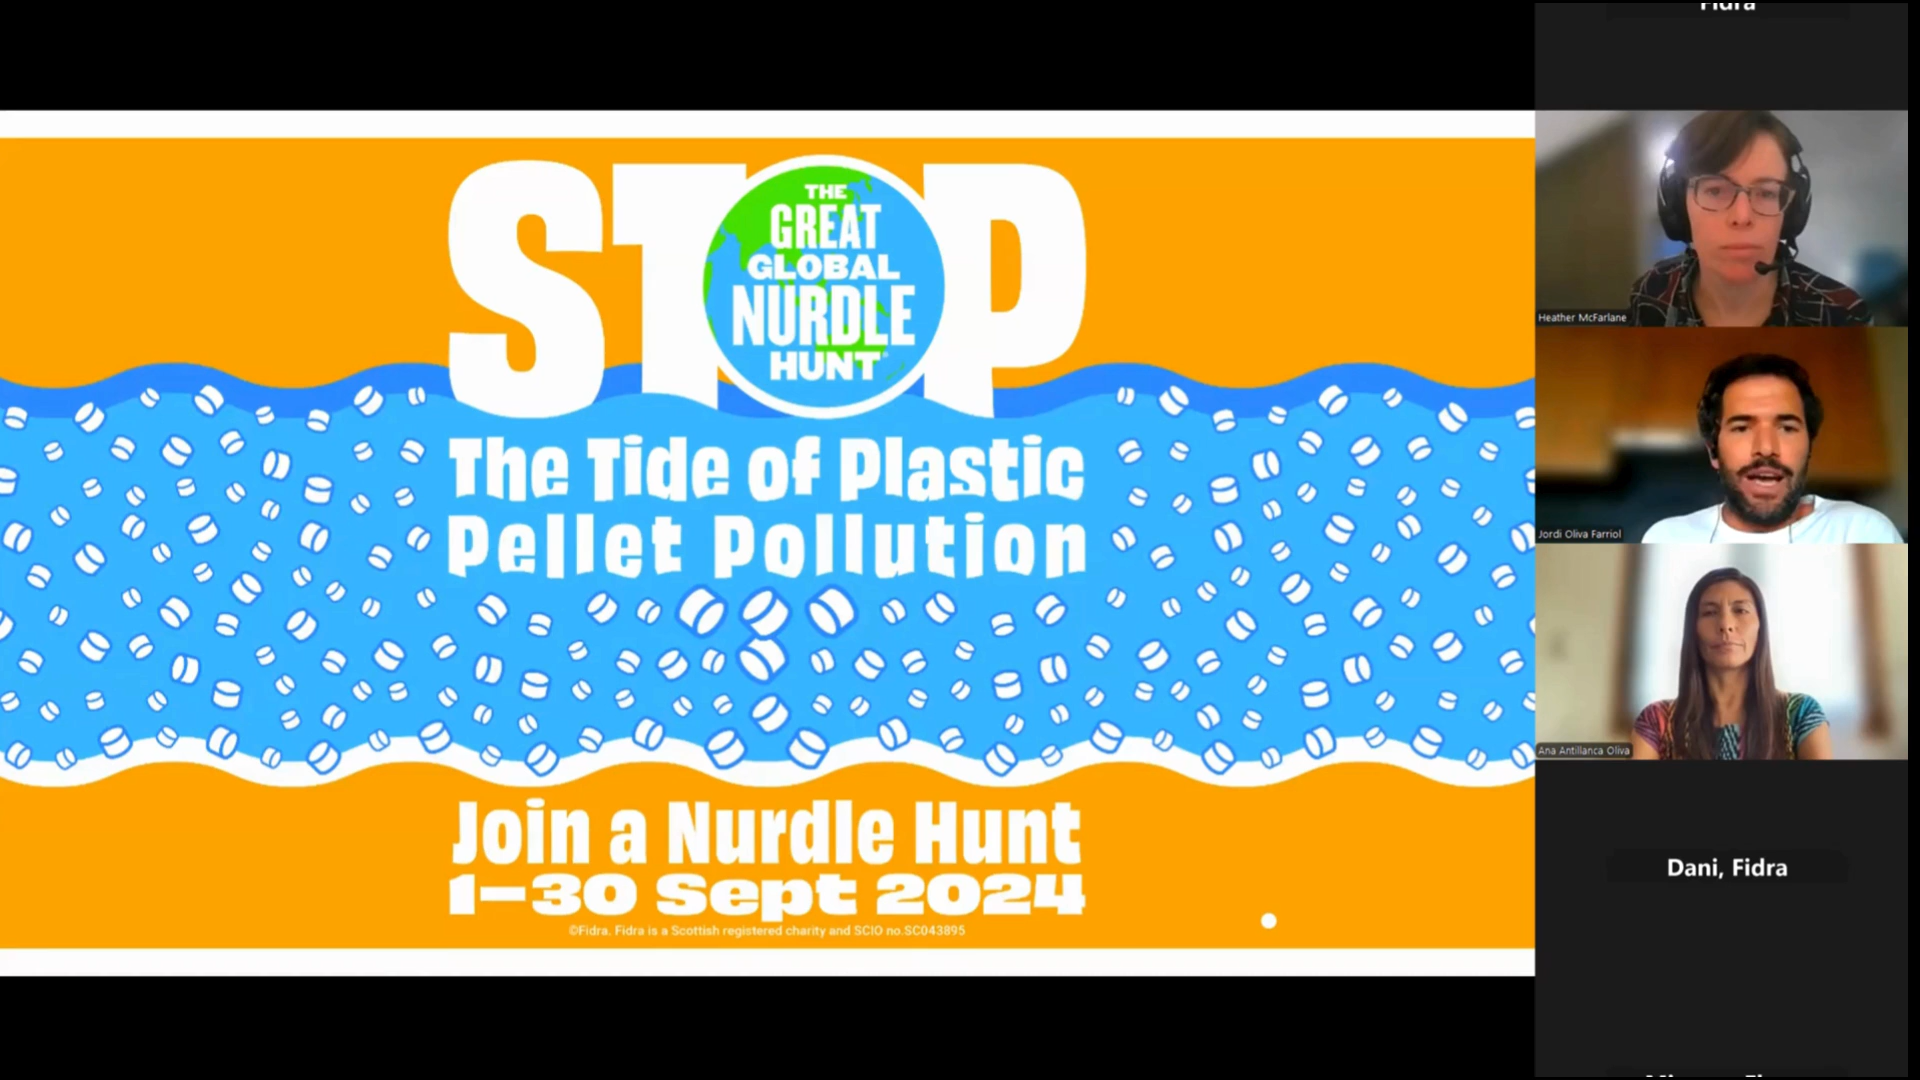 STOP
THE
GREAT
GLOBAL
NURDLE
HUNT
The Tide of Plastic
Pellet Pollution
Join a Nurdle Hunt
1–30 Sept 2024
©Fidra. Fidra is a Scottish registered charity and SCIO no.SC043895
Fidra
Heather McFarlane
Jordi Oliva Farriol
Ana Antillanca Oliva
Dani, Fidra